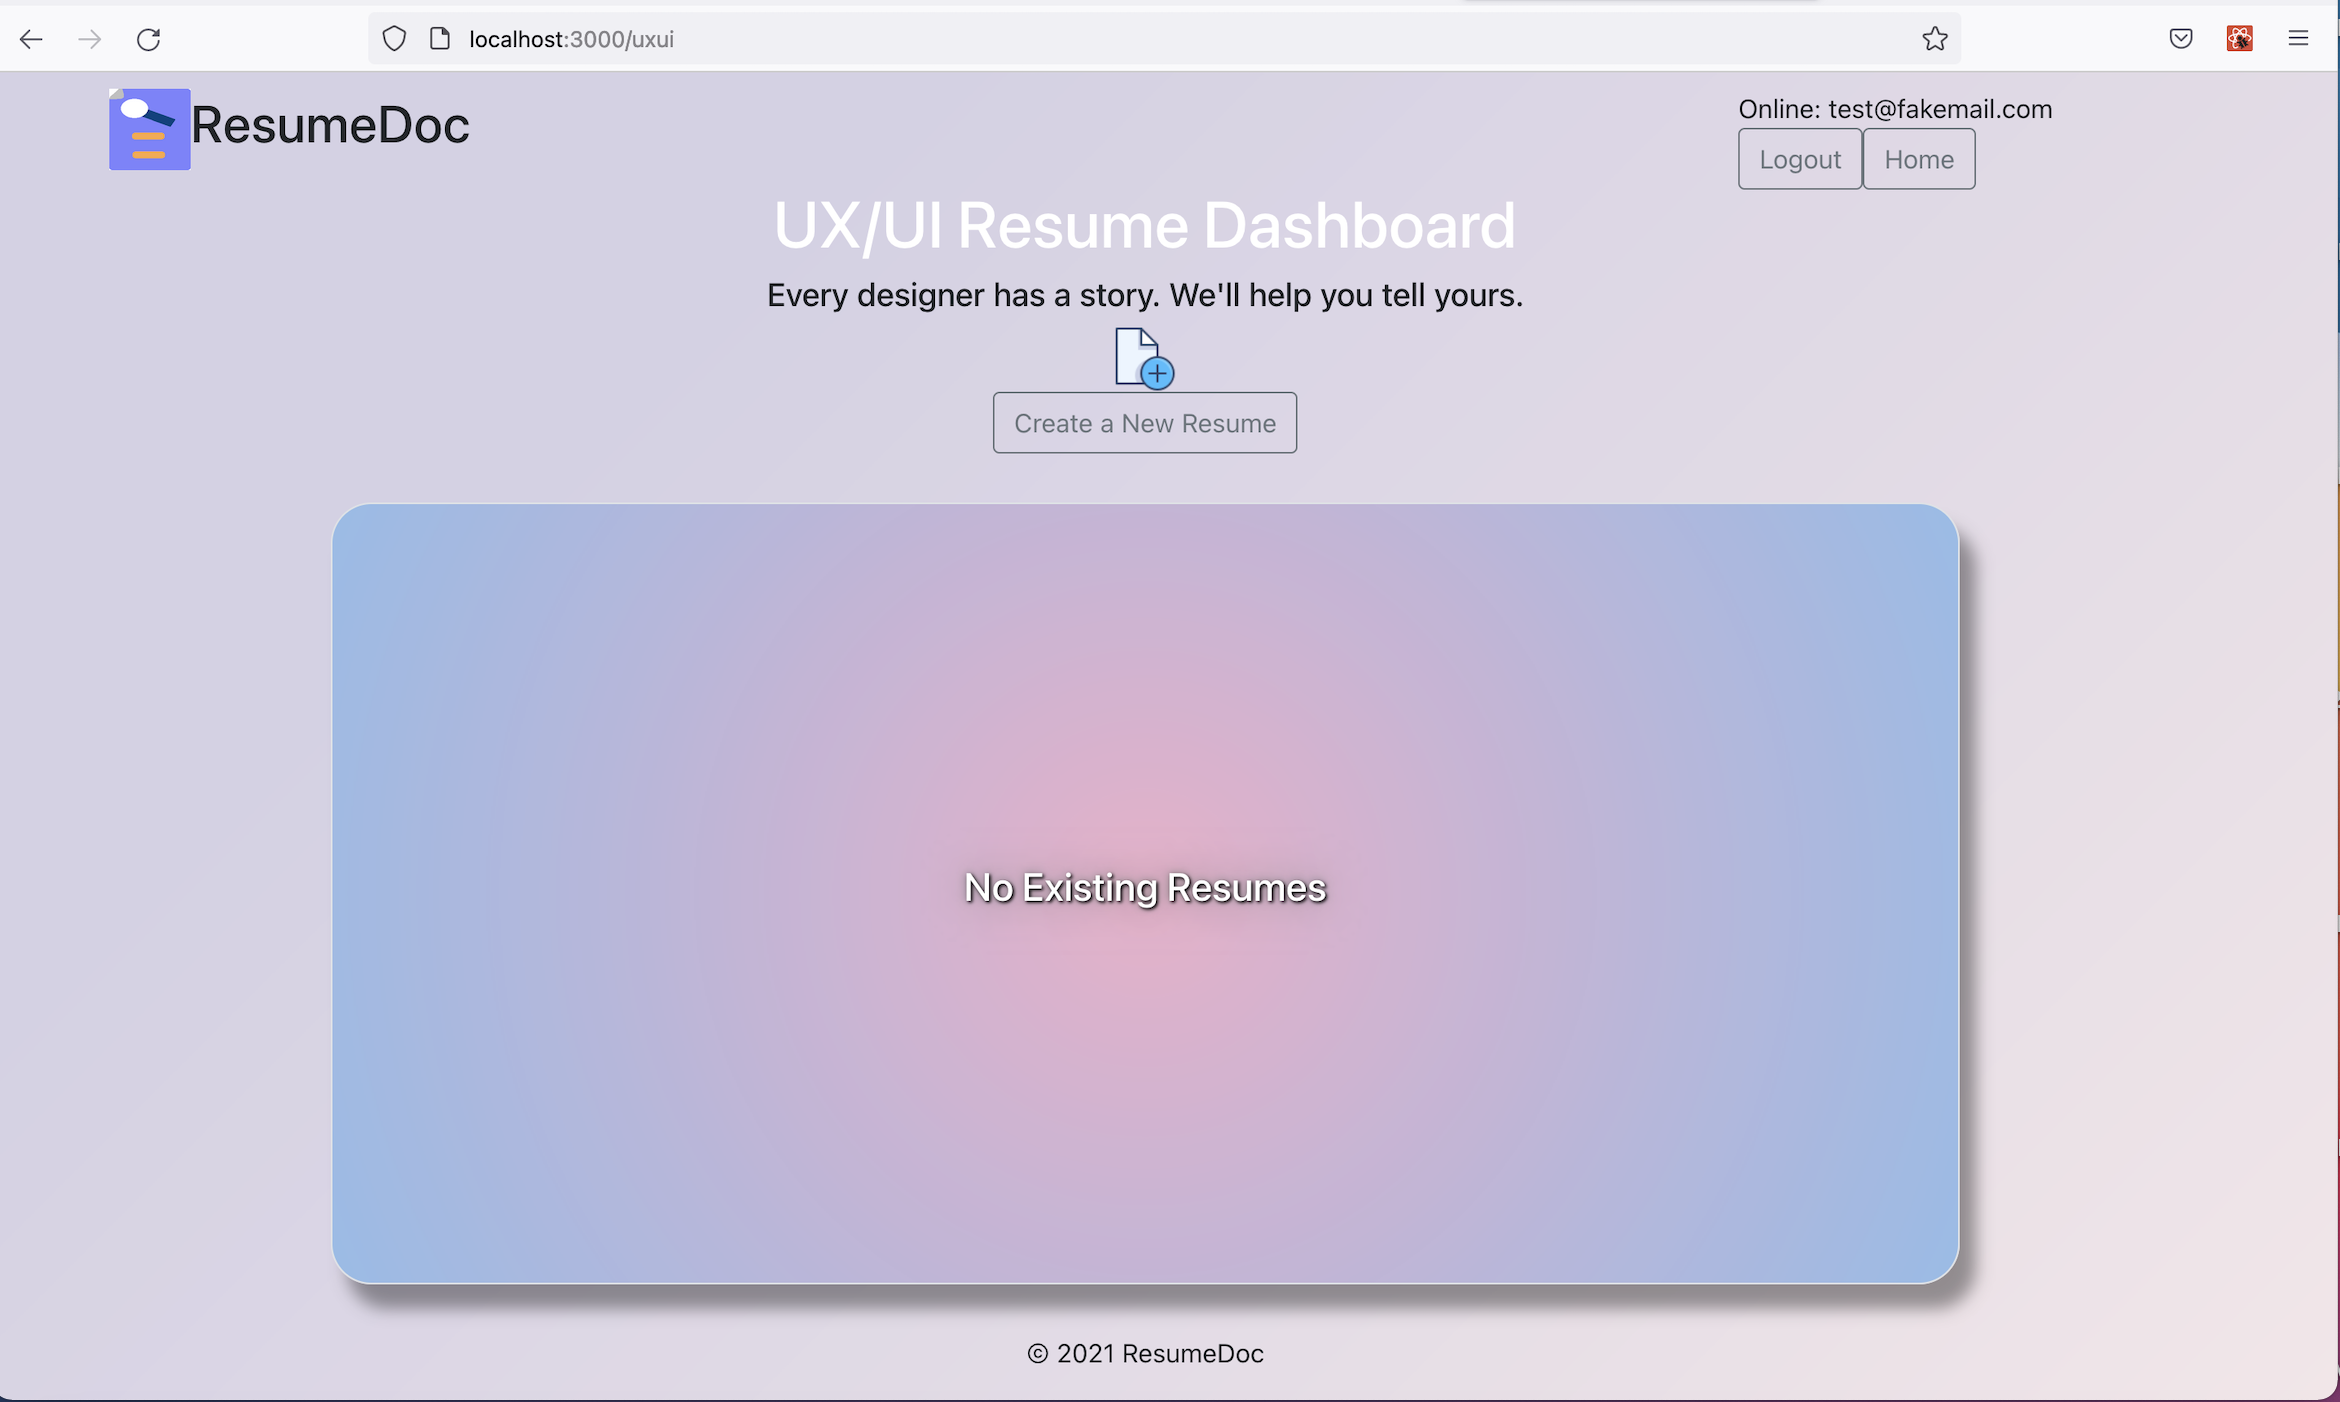 localhost:3000/uxui
ResumeDoc
Online: test@fakemail.com
Logout Home
UX/UI Resume Dashboard
Every designer has a story. We'll help you tell yours.
Create a New Resume
No Existing Resumes
© 2021 ResumeDoc